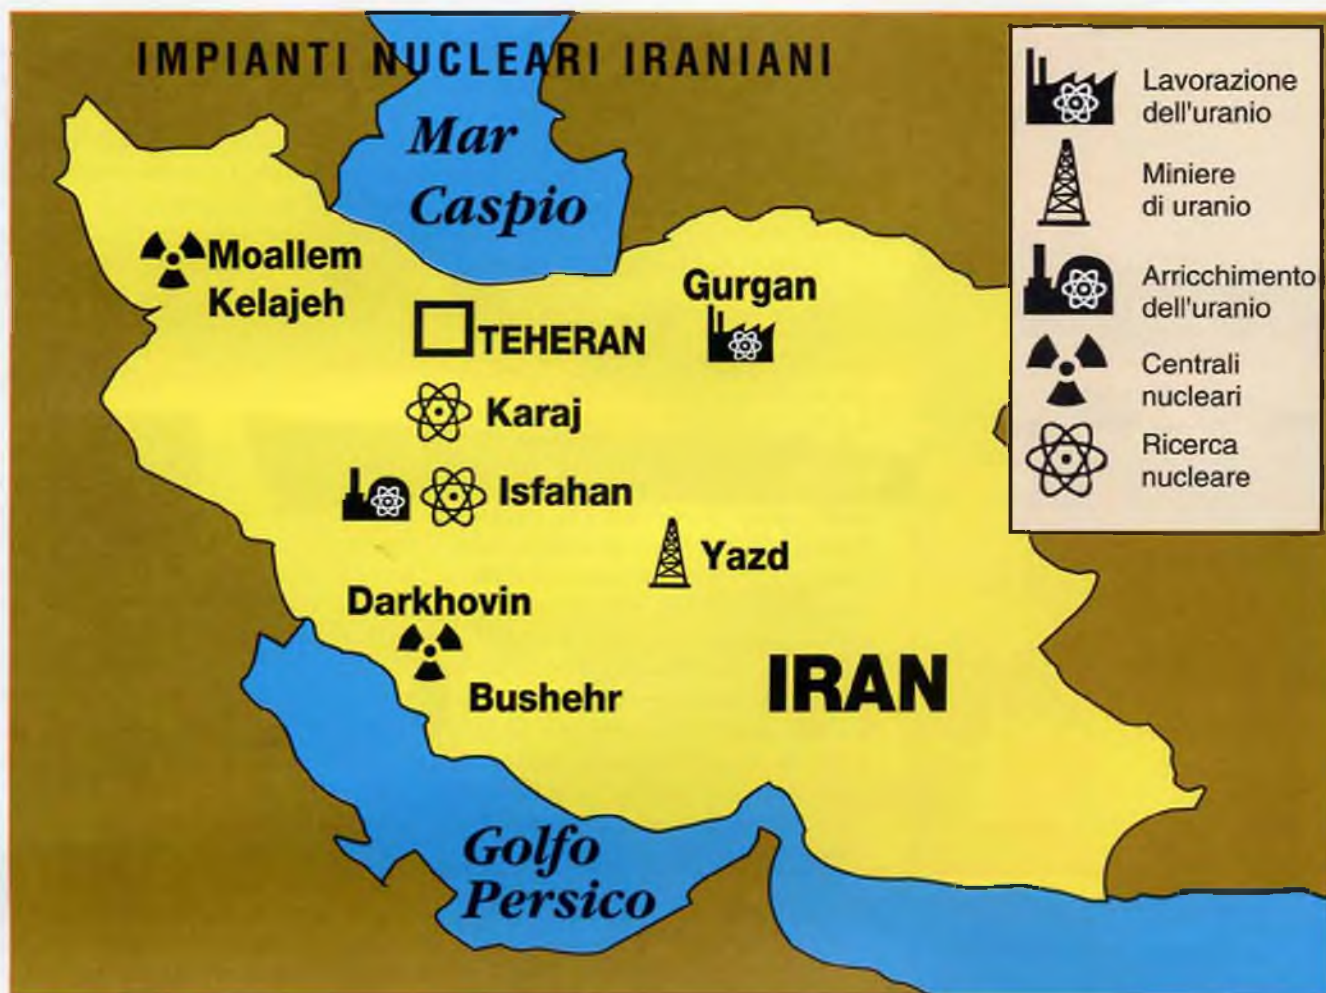 IMPIANTI NUCLEARI IRANIANI
Mar
Caspio
Moallem
Kelajeh
Gurgan
TEHERAN
Karaj
Isfahan
Yazd
Darkhovin
Bushehr
IRAN
Golfo
Persico
Lavorazione
dell'uranio
Miniere
di uranio
Arricchimento
dell'uranio
Centrali
nucleari
Ricerca
nucleare